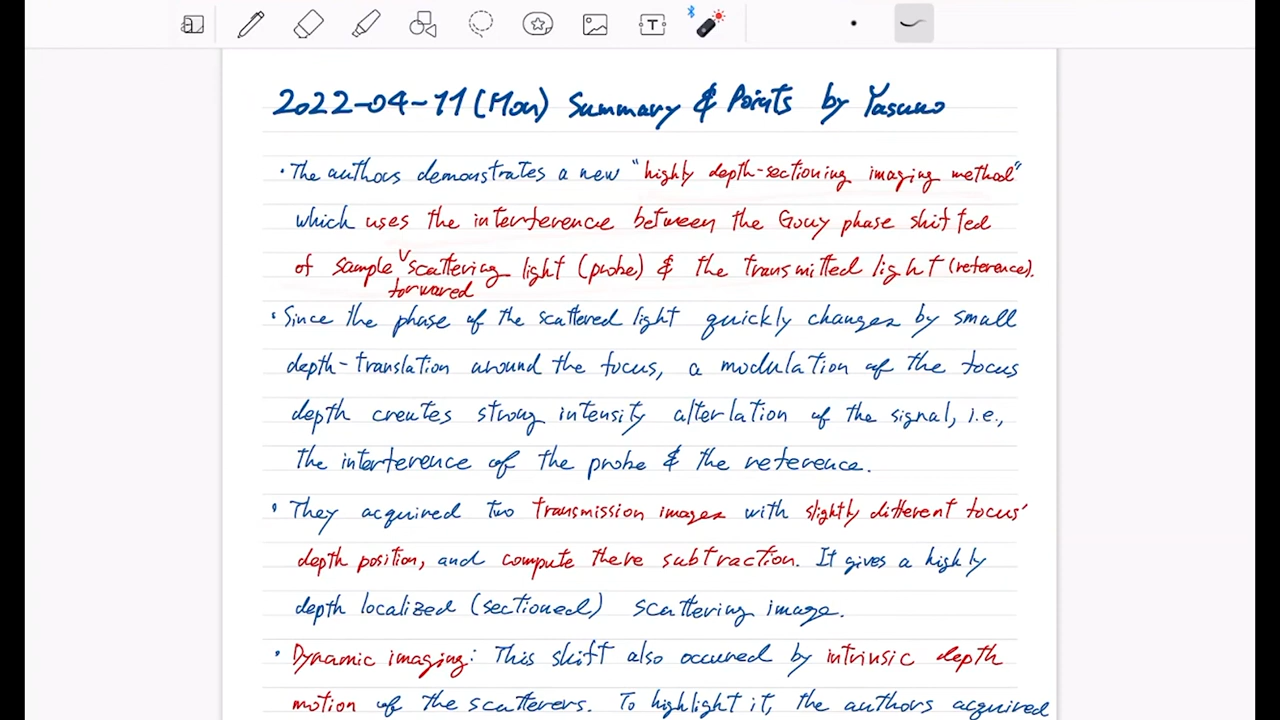 2022-04-11 (Mon) Summary & Points by Yasuno
・The authors demonstrates a new "highly depth-sectioning imaging method"
which uses the interference between the Gouy phase shifted
of sample ∨ scattering light (probe) & the transmitted light (reference).
forward
・Since the phase of the scattered light quickly changes by small
depth-translation around the focus, a modulation of the focus
depth creates strong intensity alterlation of the signal, i.e.,
the interference of the probe & the reference.
・They acquired two transmission images with slightly different focus'
depth position, and compute there subtraction. It gives a highly
depth localized (sectioned) scattering image.
・Dynamic imaging: This shift also occured by intrinsic depth
motion of the scatterers. To highlight it, the authors acquired